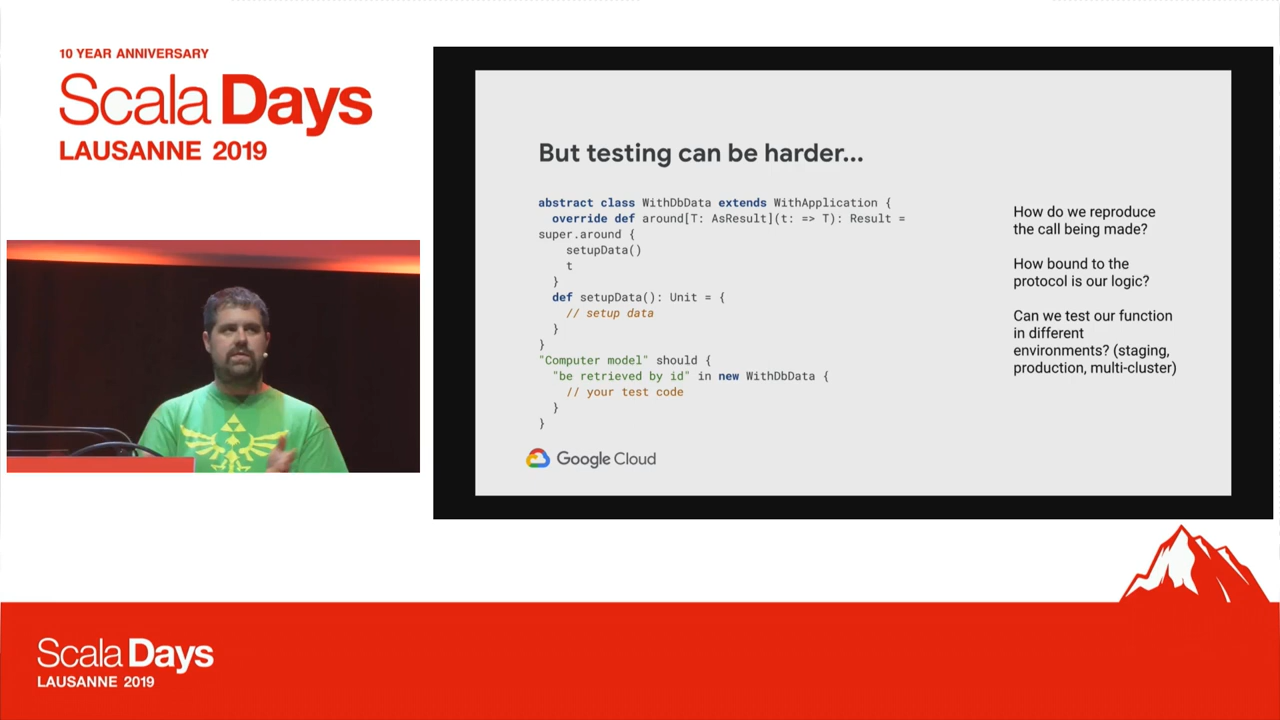 10 YEAR ANNIVERSARY
Scala Days
LAUSANNE 2019
But testing can be harder...
abstract class WithDbData extends WithApplication {
override def around[T: AsResult](t: => T): Result =
super.around {
setupData()
t
}
def setupData(): Unit = {
// setup data
}
}
"Computer model" should {
"be retrieved by id" in new WithDbData {
// your test code
}
}
How do we reproduce
the call being made?
How bound to the
protocol is our logic?
Can we test our function
in different
environments? (staging,
production, multi-cluster)
Google Cloud
Scala Days
LAUSANNE 2019